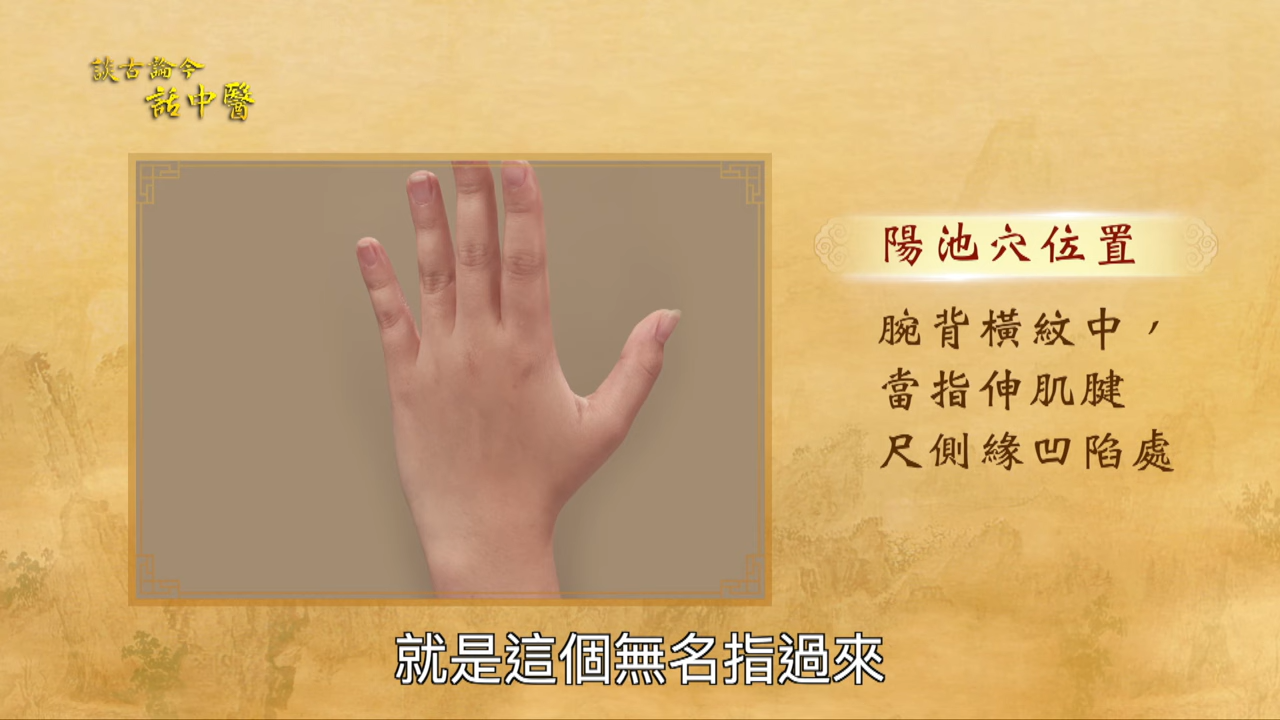 談古論今
話中醫
陽池穴位置
腕背橫紋中，
當指伸肌腱
尺側緣凹陷處
就是這個無名指過來